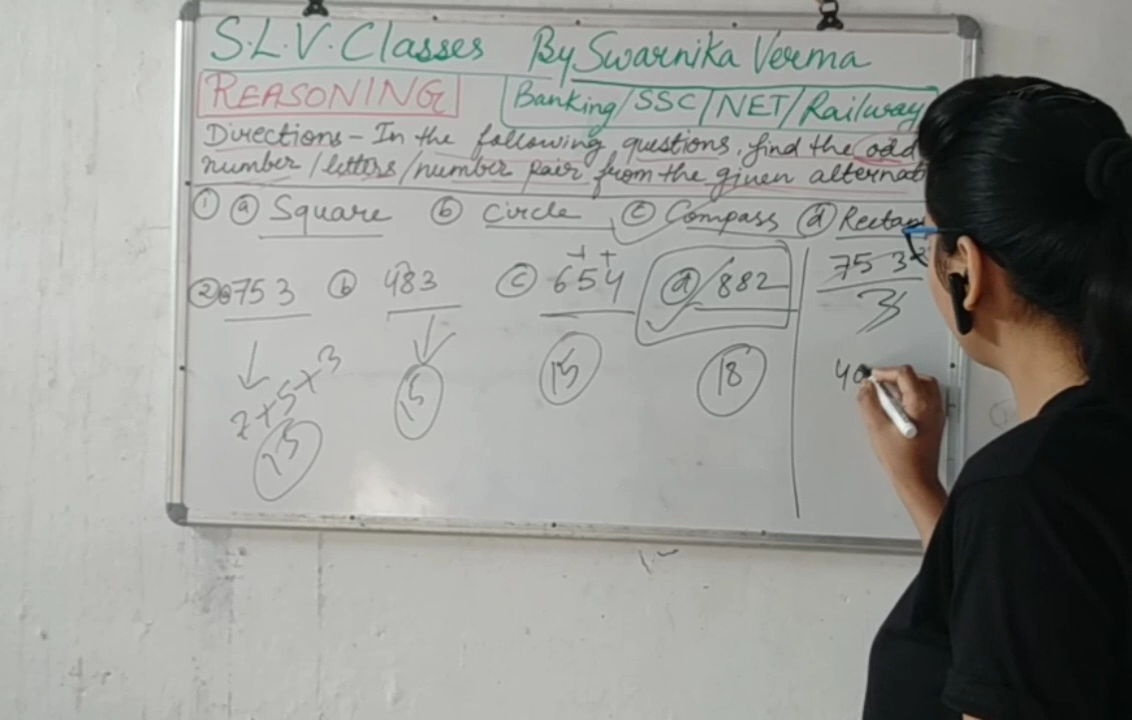 S.L.V. Classes By Swarnika Verma
REASONING Banking/SSC/NET/Railway
Directions - In the following questions, find the odd
number/letters/number pair from the given alternat
① ⓐ Square ⓑ Circle ⓒ Compass ⓓ Rectan
② ⓐ 753 ⓑ 483 ⓒ 654 ⓓ 882 753
3
7+5+3 15 15 18 4
15